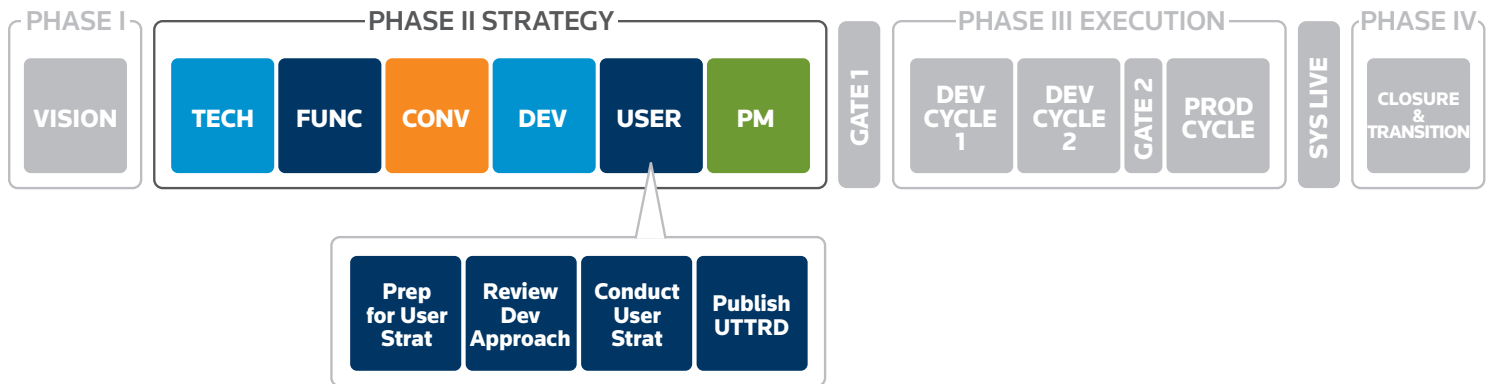 PHASE I
VISION
PHASE II STRATEGY
TECH
FUNC
CONV
DEV
USER
PM
GATE 1
PHASE III EXECUTION
DEV
CYCLE
1
DEV
CYCLE
2
GATE 2
PROD
CYCLE
SYS LIVE
PHASE IV
CLOSURE
&
TRANSITION
Prep
for User
Strat
Review
Dev
Approach
Conduct
User
Strat
Publish
UTTRD